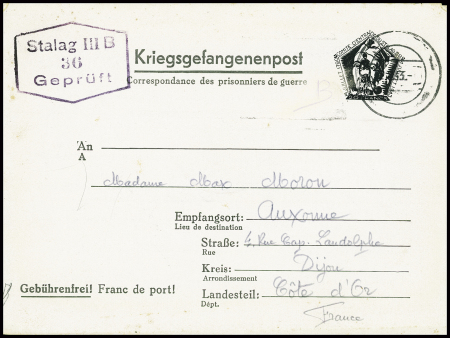 Stalag III B
36
Geprüft
Kriegsgefangenenpost
Correspondance des prisonniers de guerre
An
A
Madame Max Moron
Empfangsort: Auxonne
Lieu de destination
Straße: 4, Rue Cap. Landolphe
Rue
Kreis: Dijon
Arrondissement
Gebührenfrei! Franc de port!
Landesteil: Côte d'Or
Dépt.
France